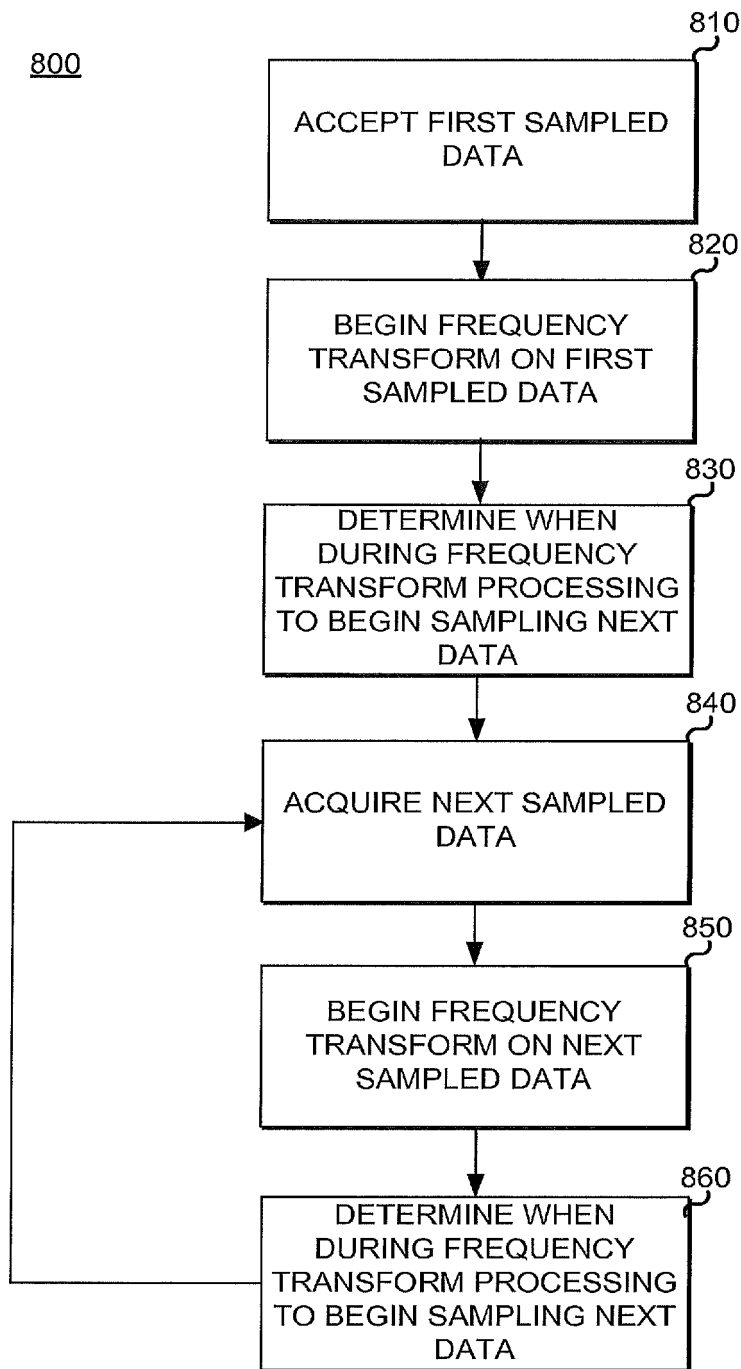 800
810
ACCEPT FIRST SAMPLED
DATA
820
BEGIN FREQUENCY
TRANSFORM ON FIRST
SAMPLED DATA
830
DETERMINE WHEN
DURING FREQUENCY
TRANSFORM PROCESSING
TO BEGIN SAMPLING NEXT
DATA
840
ACQUIRE NEXT SAMPLED
DATA
850
BEGIN FREQUENCY
TRANSFORM ON NEXT
SAMPLED DATA
860
DETERMINE WHEN
DURING FREQUENCY
TRANSFORM PROCESSING
TO BEGIN SAMPLING NEXT
DATA